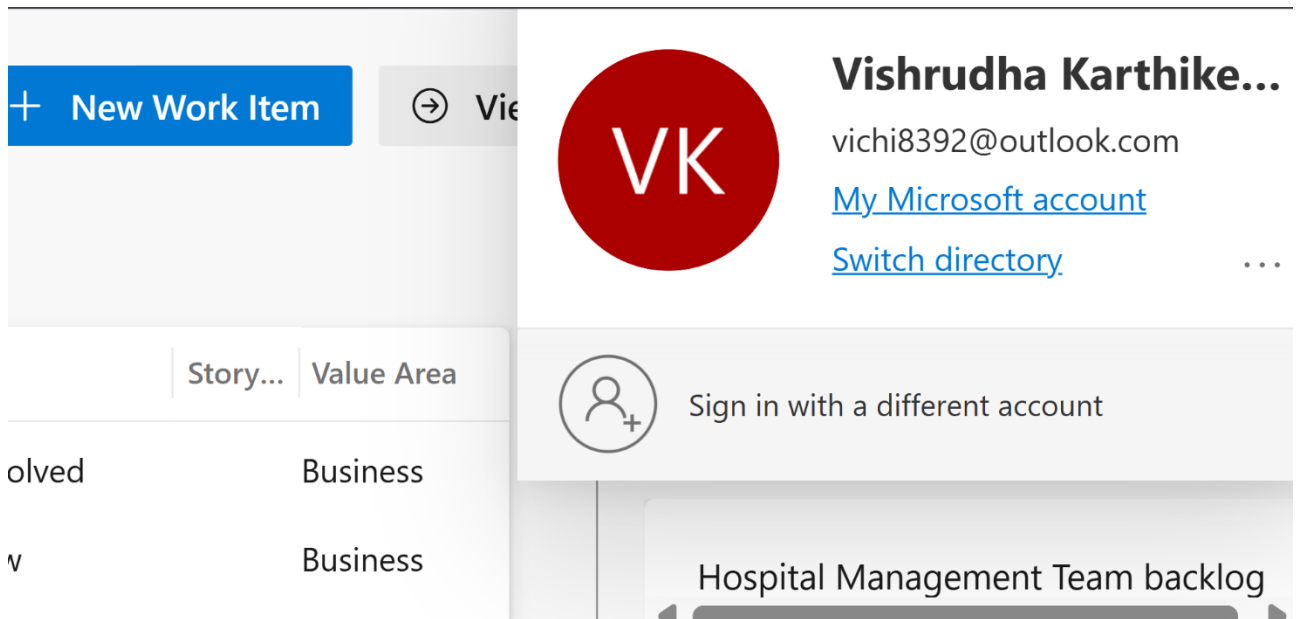 + New Work Item
Vie
VK
Vishrudha Karthike...
vichi8392@outlook.com
My Microsoft account
Switch directory
...
Story... Value Area
Sign in with a different account
olved Business
w Business
Hospital Management Team backlog